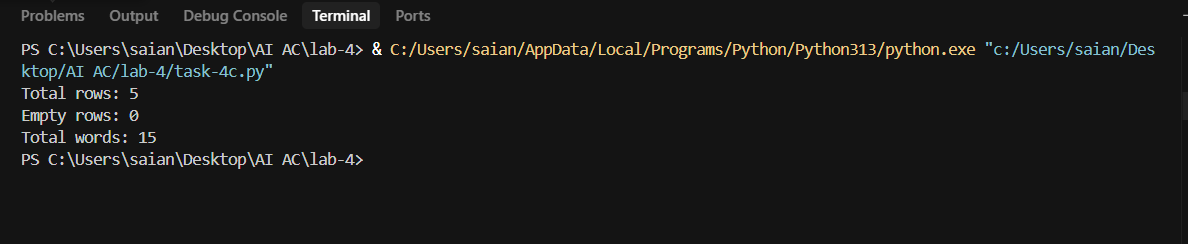 Problems Output Debug Console Terminal Ports
PS C:\Users\saian\Desktop\AI AC\lab-4> & C:/Users/saian/AppData/Local/Programs/Python/Python313/python.exe "c:/Users/saian/Des
ktop/AI AC/lab-4/task-4c.py"
Total rows: 5
Empty rows: 0
Total words: 15
PS C:\Users\saian\Desktop\AI AC\lab-4>